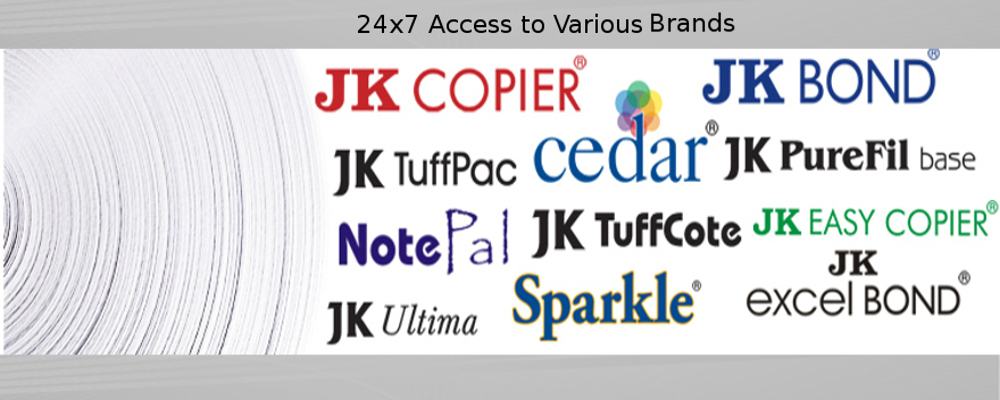 24x7 Access to Various Brands
JK COPIER®
JK BOND®
JK TuffPac
cedar®
JK PureFil base
NotePal
JK TuffCote
JK EASY COPIER®
JK Ultima
Sparkle®
JK
excel BOND®